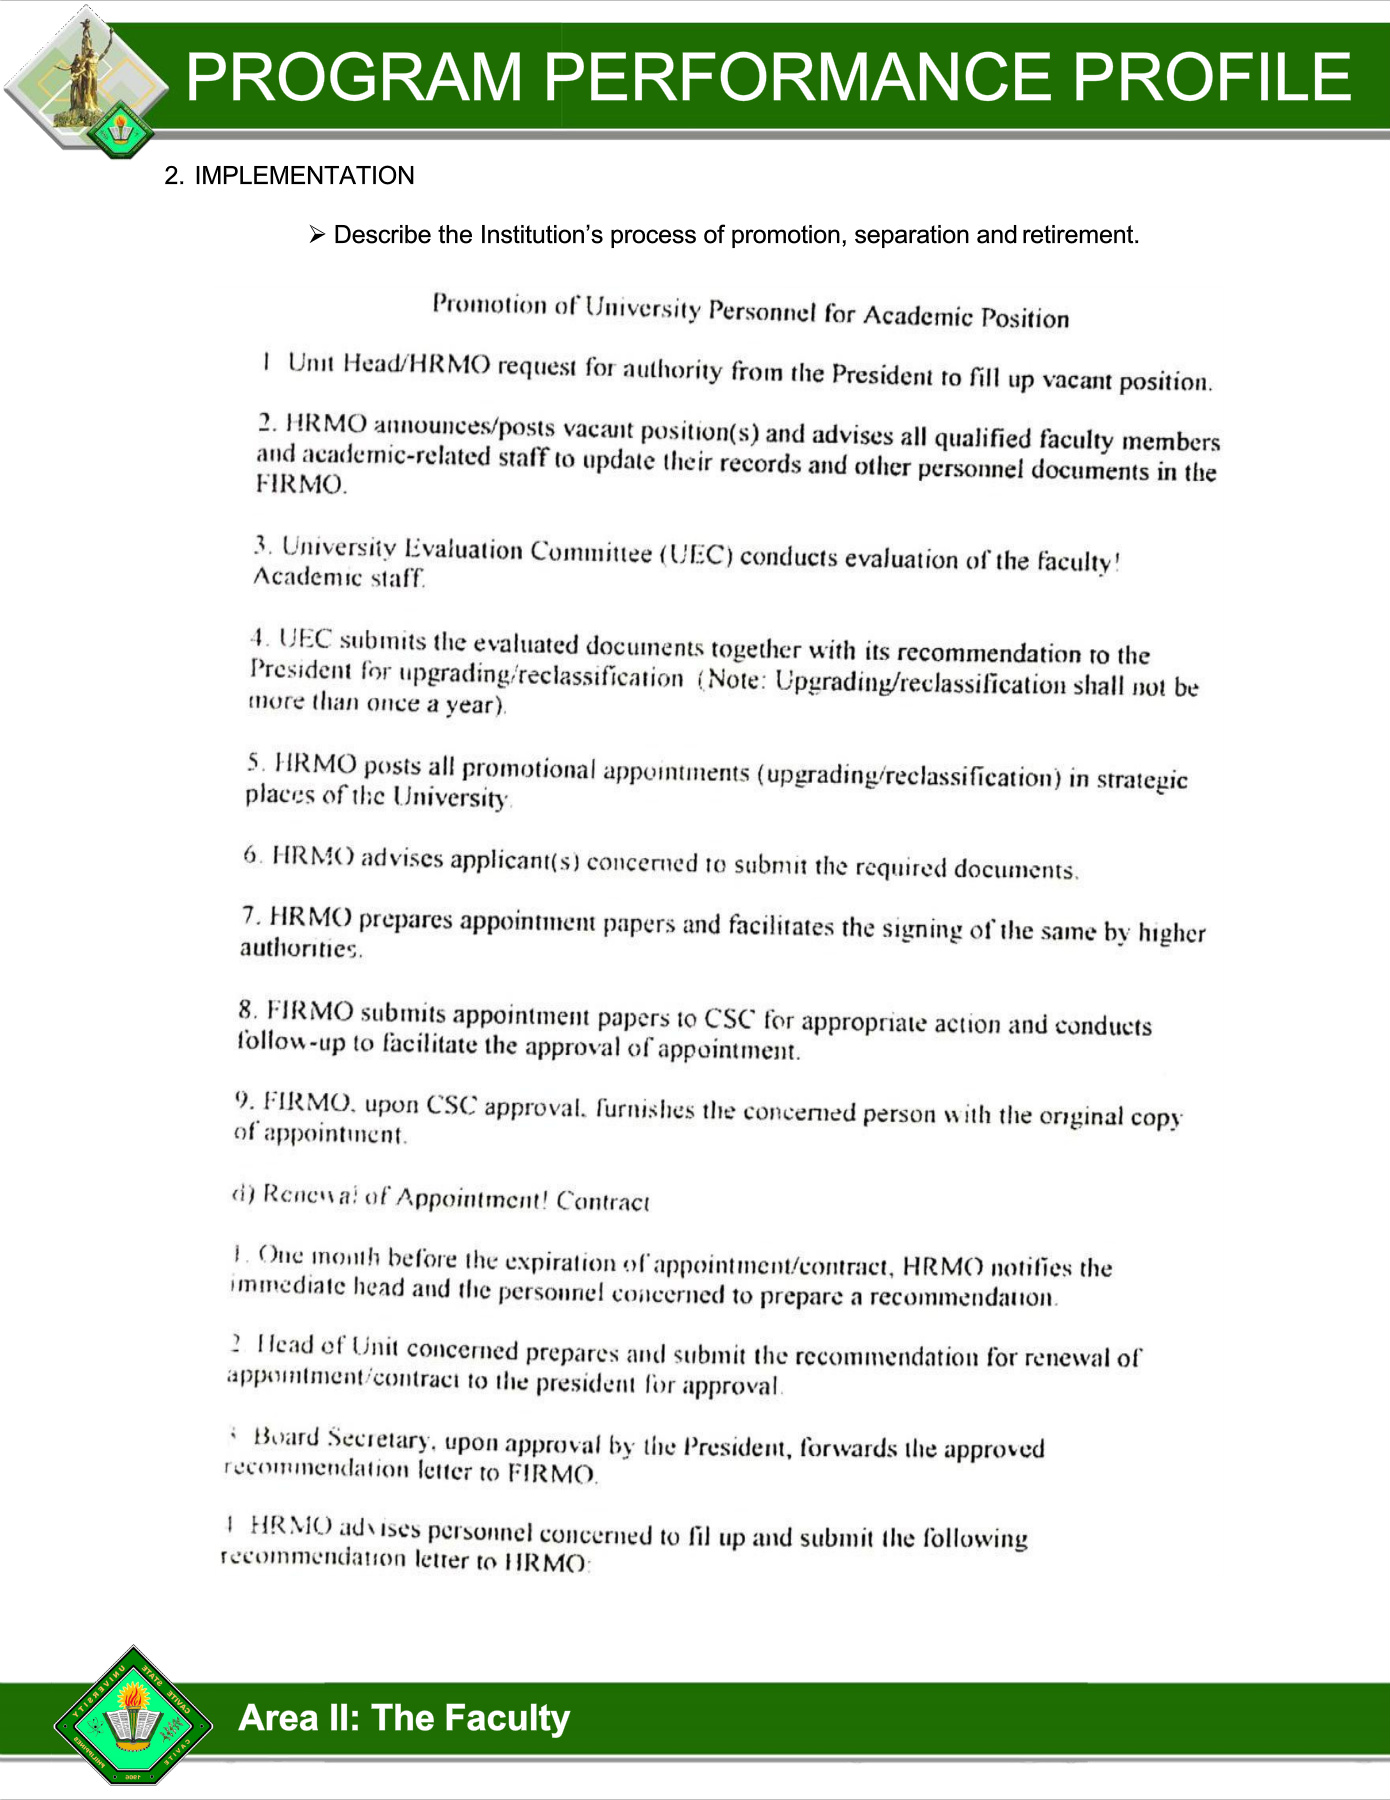 PROGRAM PERFORMANCE PROFILE
2. IMPLEMENTATION
➢ Describe the Institution’s process of promotion, separation and retirement.
Promotion of University Personnel for Academic Position
1 Unit Head/HRMO request for authority from the President to fill up vacant position.
2. HRMO announces/posts vacant position(s) and advises all qualified faculty members
and academic-related staff to update their records and other personnel documents in the
FIRMO.
3. University Evaluation Committee (UEC) conducts evaluation of the faculty!
Academic staff.
4. UEC submits the evaluated documents together with its recommendation to the
President for upgrading/reclassification (Note: Upgrading/reclassification shall not be
more than once a year).
5. HRMO posts all promotional appointments (upgrading/reclassification) in strategic
places of the University.
6. HRMO advises applicant(s) concerned to submit the required documents.
7. HRMO prepares appointment papers and facilitates the signing of the same by higher
authorities.
8. FIRMO submits appointment papers to CSC for appropriate action and conducts
follow-up to facilitate the approval of appointment.
9. FIRMO, upon CSC approval, furnishes the concerned person with the original copy
of appointment.
d) Renewal of Appointment! Contract
1. One month before the expiration of appointment/contract, HRMO notifies the
immediate head and the personnel concerned to prepare a recommendation.
2 Head of Unit concerned prepares and submit the recommendation for renewal of
appointment/contract to the president for approval.
3 Board Secretary, upon approval by the President, forwards the approved
recommendation letter to FIRMO.
4 HRMO advises personnel concerned to fil up and submit the following
recommendation letter to HRMO:
CAVITE STATE UNIVERSITY
CAVITE PHILIPPINES
1906
Area II: The Faculty